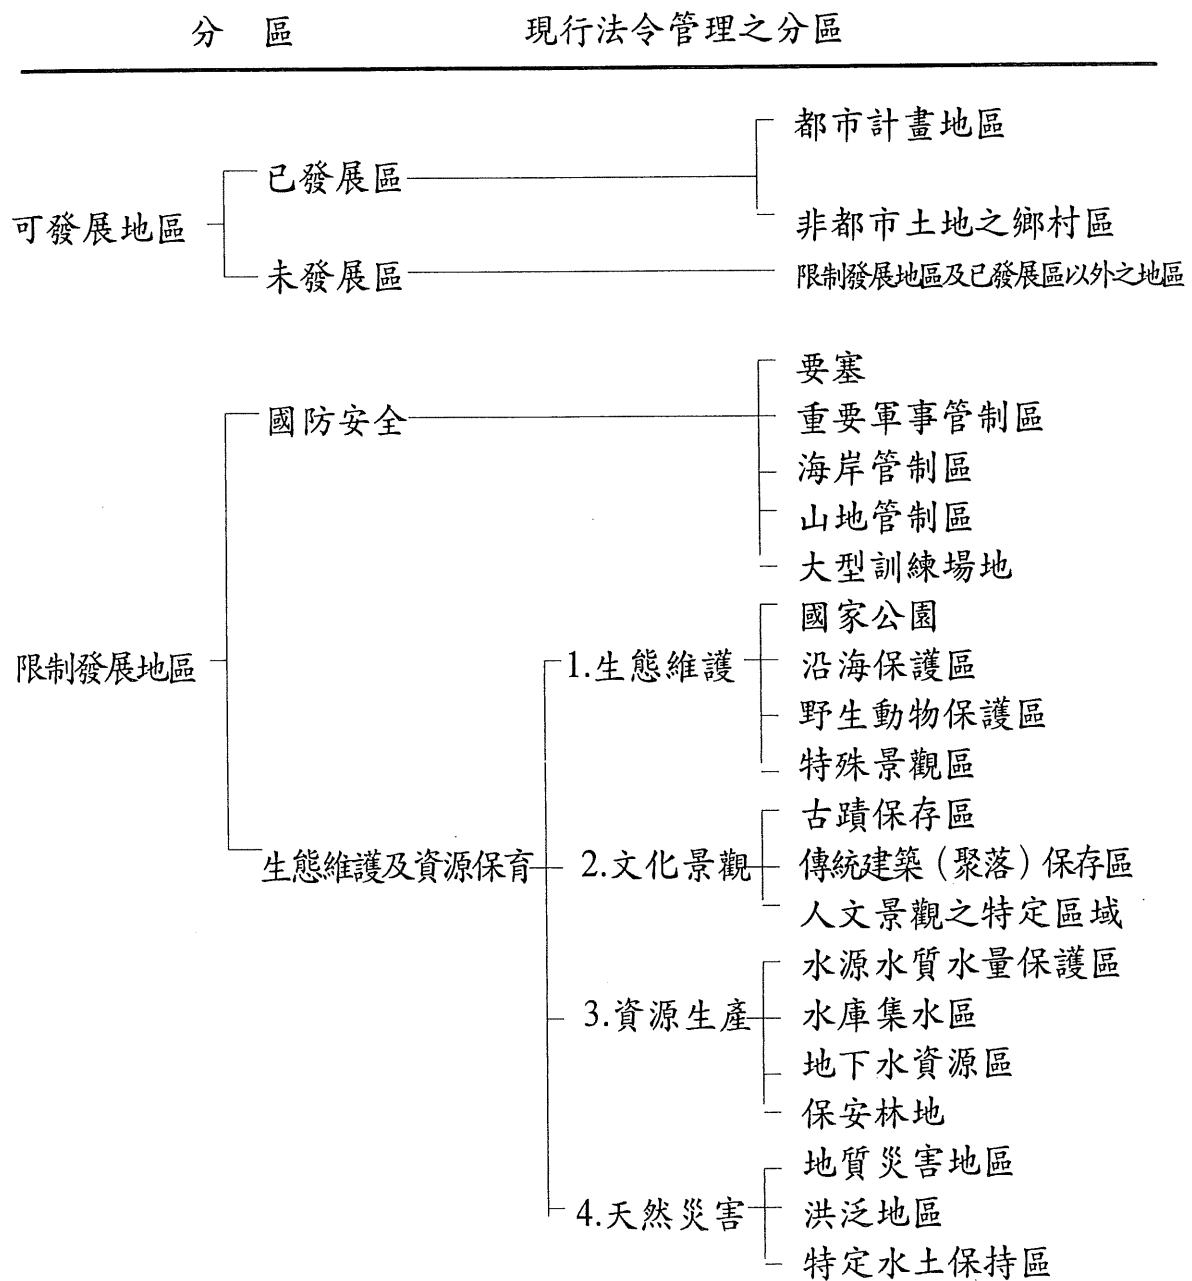 分 區 現行法令管理之分區
都市計畫地區
已發展區
可發展地區
非都市土地之鄉村區
未發展區 限制發展地區及已發展區以外之地區
要塞
國防安全 重要軍事管制區
海岸管制區
山地管制區
大型訓練場地
國家公園
限制發展地區 1.生態維護 沿海保護區
野生動物保護區
特殊景觀區
古蹟保存區
生態維護及資源保育 2.文化景觀 傳統建築（聚落）保存區
人文景觀之特定區域
水源水質水量保護區
3.資源生產 水庫集水區
地下水資源區
保安林地
地質災害地區
4.天然災害 洪泛地區
特定水土保持區